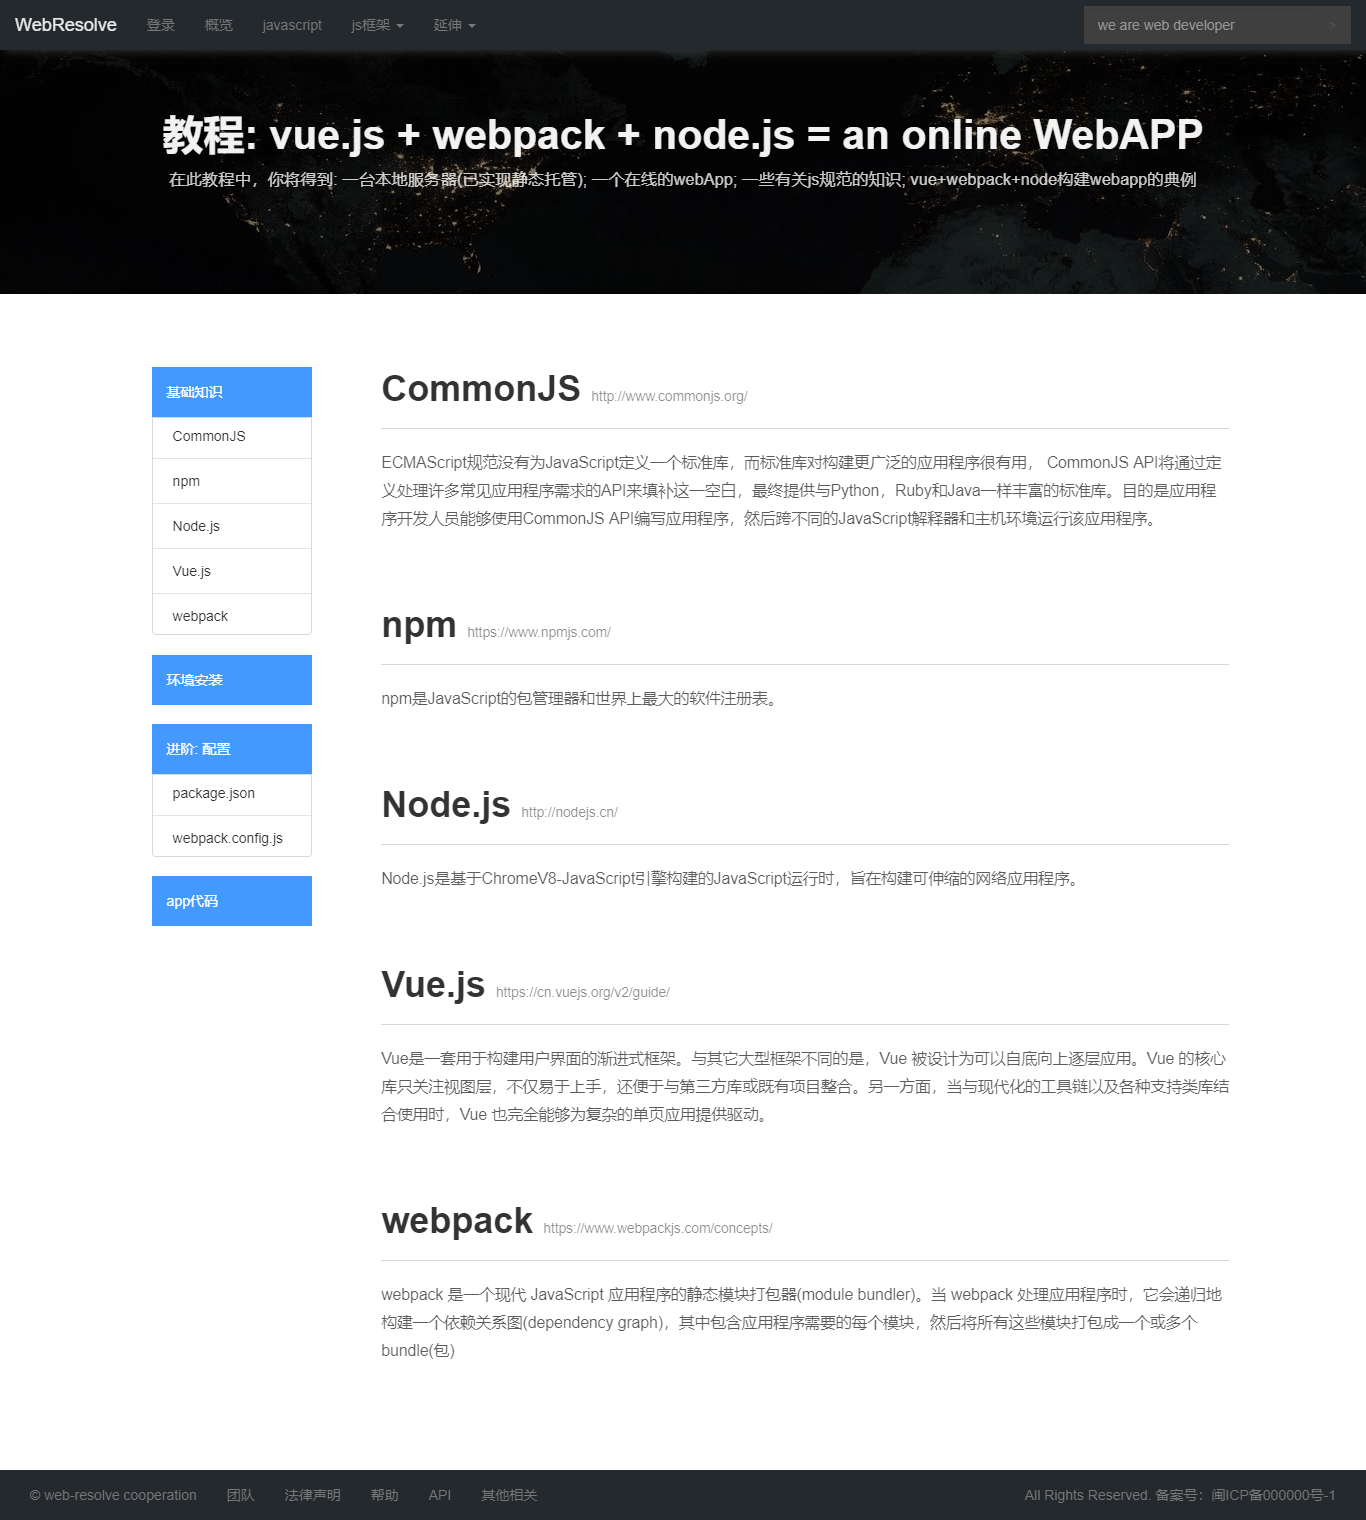 WebResolve 登录 概览 javascript js框架 延伸 we are web developer >
教程: vue.js + webpack + node.js = an online WebAPP
在此教程中，你将得到: 一台本地服务器(已实现静态托管); 一个在线的webApp; 一些有关js规范的知识; vue+webpack+node构建webapp的典例
基础知识
CommonJS
npm
Node.js
Vue.js
webpack
环境安装
进阶: 配置
package.json
webpack.config.js
app代码
CommonJS http://www.commonjs.org/
ECMAScript规范没有为JavaScript定义一个标准库，而标准库对构建更广泛的应用程序很有用， CommonJS API将通过定
义处理许多常见应用程序需求的API来填补这一空白，最终提供与Python，Ruby和Java一样丰富的标准库。目的是应用程
序开发人员能够使用CommonJS API编写应用程序，然后跨不同的JavaScript解释器和主机环境运行该应用程序。
npm https://www.npmjs.com/
npm是JavaScript的包管理器和世界上最大的软件注册表。
Node.js http://nodejs.cn/
Node.js是基于ChromeV8-JavaScript引擎构建的JavaScript运行时，旨在构建可伸缩的网络应用程序。
Vue.js https://cn.vuejs.org/v2/guide/
Vue是一套用于构建用户界面的渐进式框架。与其它大型框架不同的是，Vue 被设计为可以自底向上逐层应用。Vue 的核心
库只关注视图层，不仅易于上手，还便于与第三方库或既有项目整合。另一方面，当与现代化的工具链以及各种支持类库结
合使用时，Vue 也完全能够为复杂的单页应用提供驱动。
webpack https://www.webpackjs.com/concepts/
webpack 是一个现代 JavaScript 应用程序的静态模块打包器(module bundler)。当 webpack 处理应用程序时，它会递归地
构建一个依赖关系图(dependency graph)，其中包含应用程序需要的每个模块，然后将所有这些模块打包成一个或多个
bundle(包)
© web-resolve cooperation 团队 法律声明 帮助 API 其他相关 All Rights Reserved. 备案号：闽ICP备000000号-1